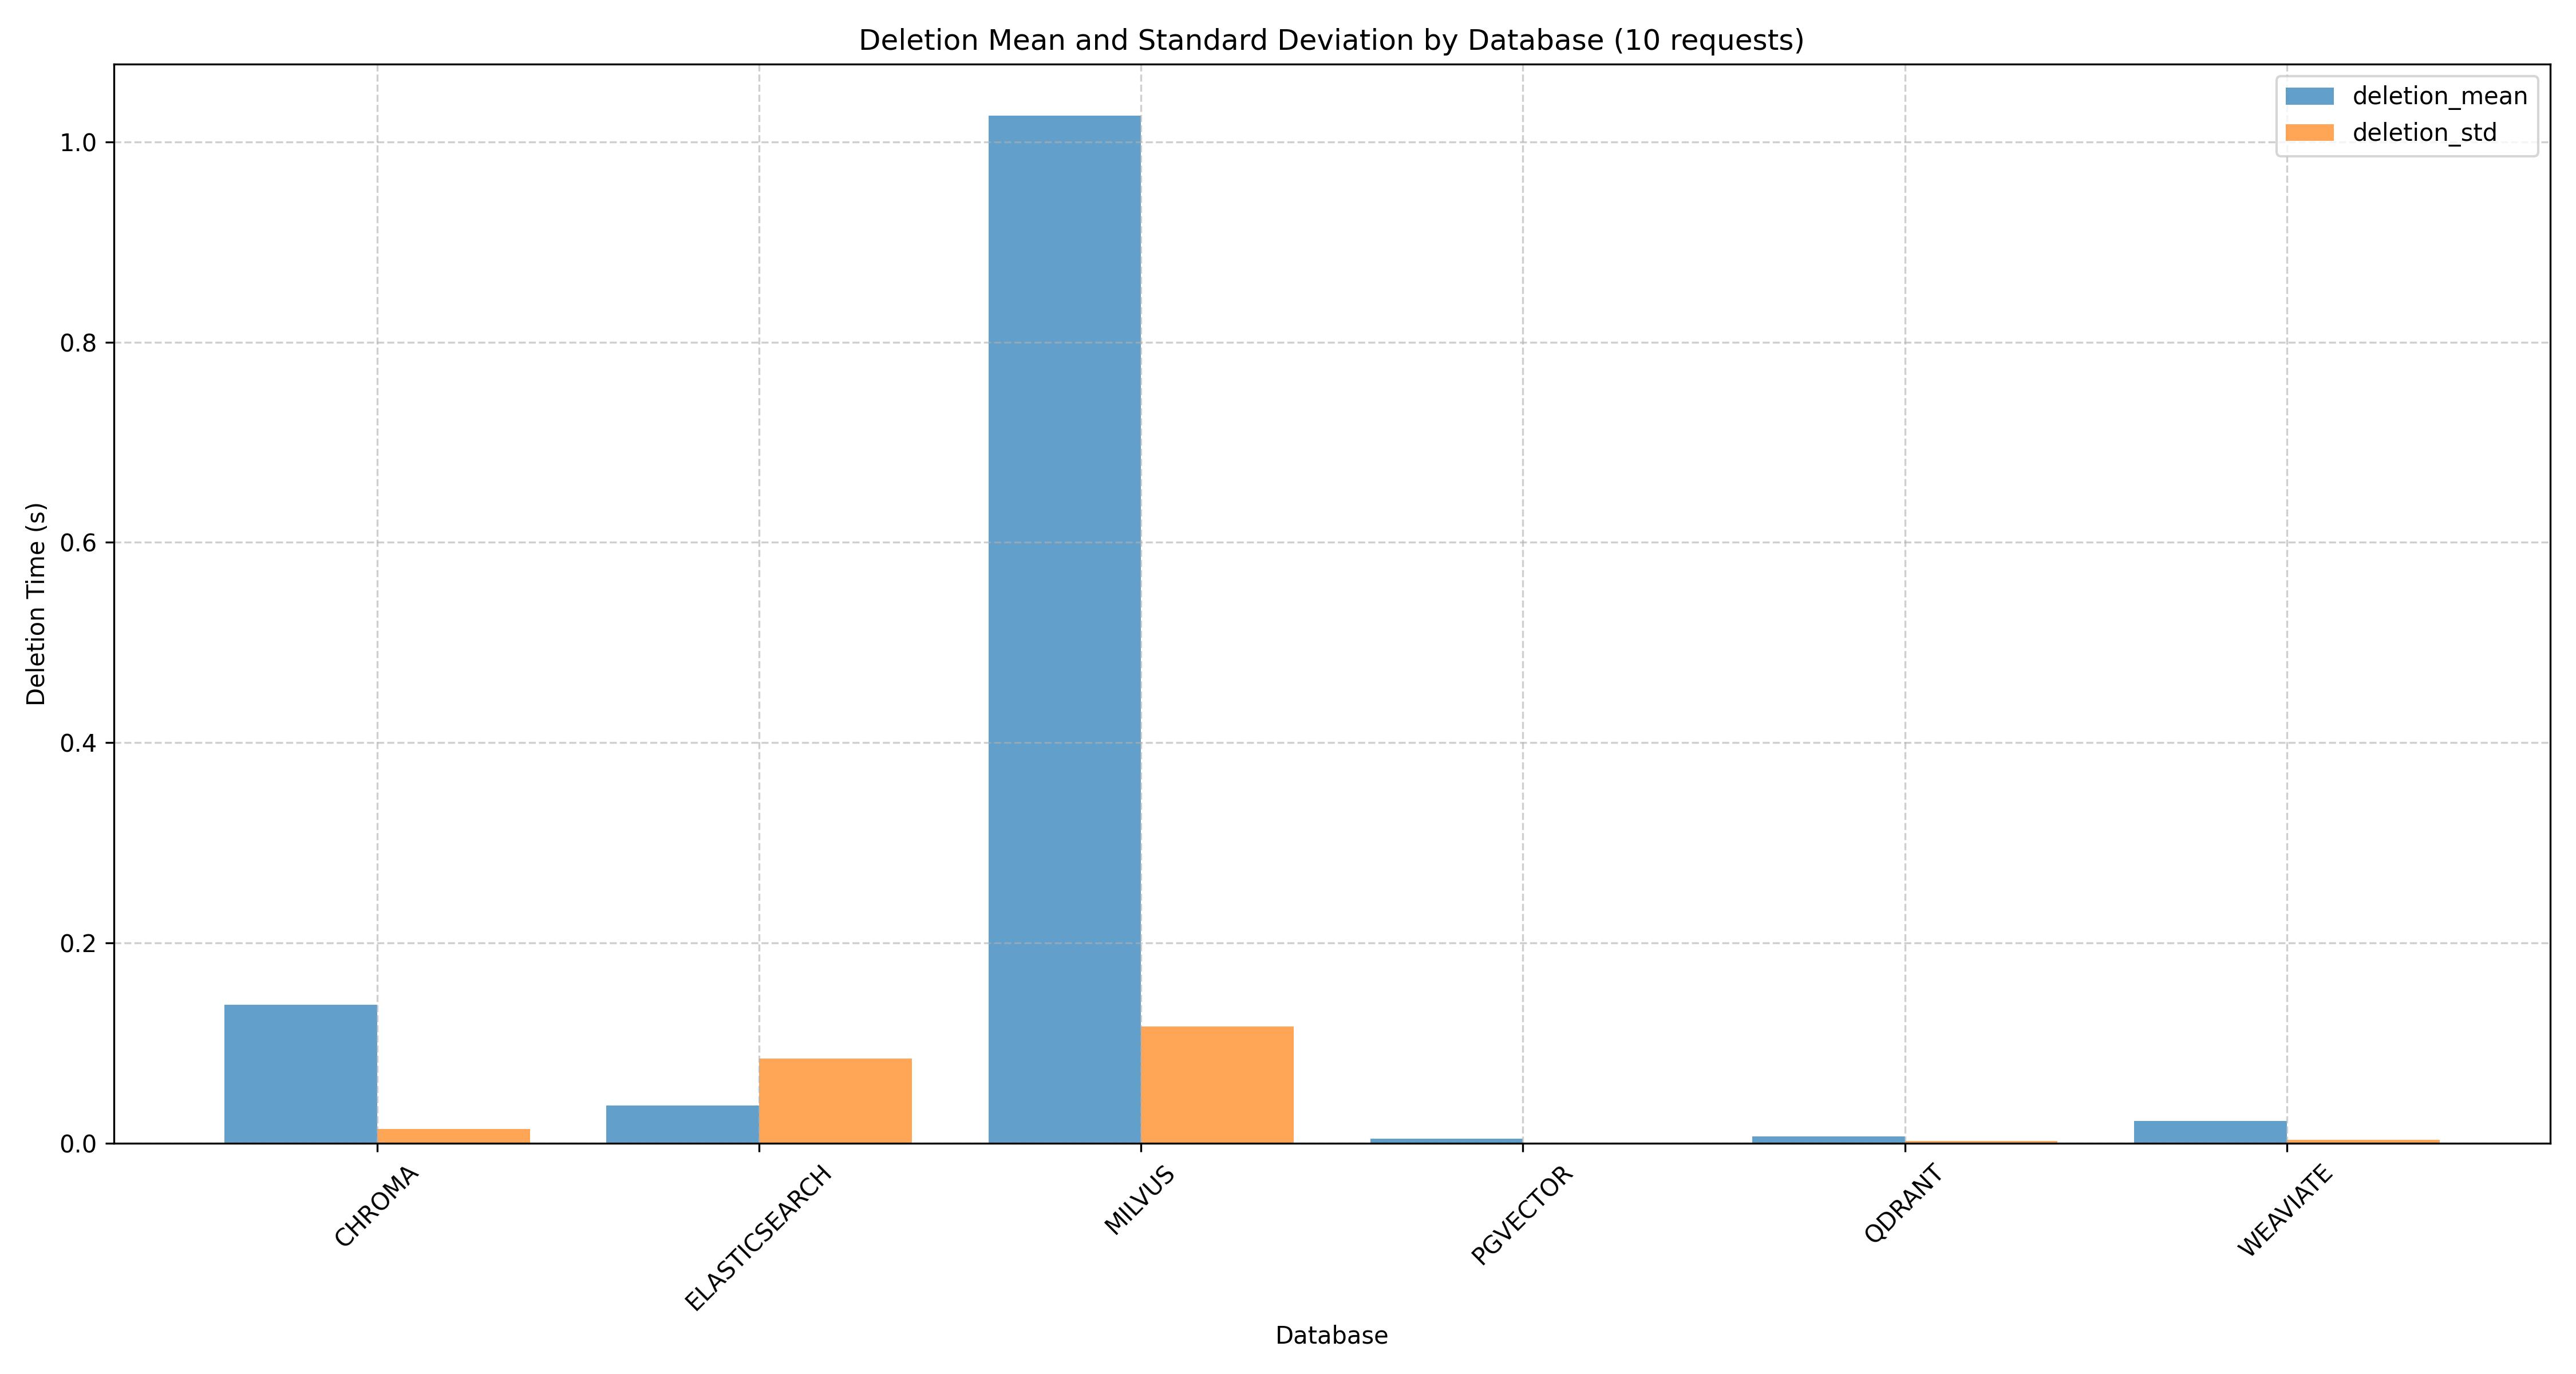 Deletion Mean and Standard Deviation by Database (10 requests)
deletion_mean
deletion_std
Deletion Time (s)
1.0
0.8
0.6
0.4
0.2
0.0
CHROMA
ELASTICSEARCH
MILVUS
PGVECTOR
QDRANT
WEAVIATE
Database